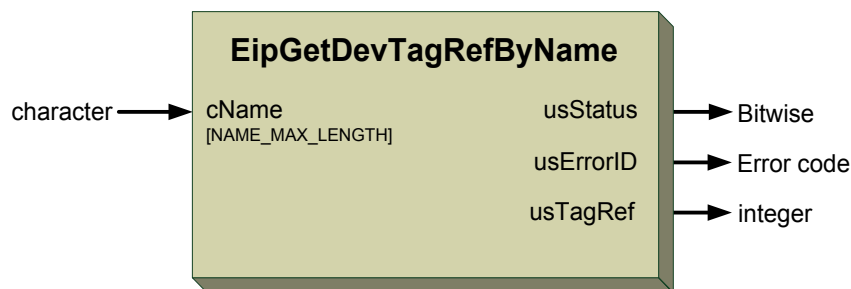 EipGetDevTagRefByName
character
cName
[NAME_MAX_LENGTH]
usStatus
Bitwise
usErrorID
Error code
usTagRef
integer